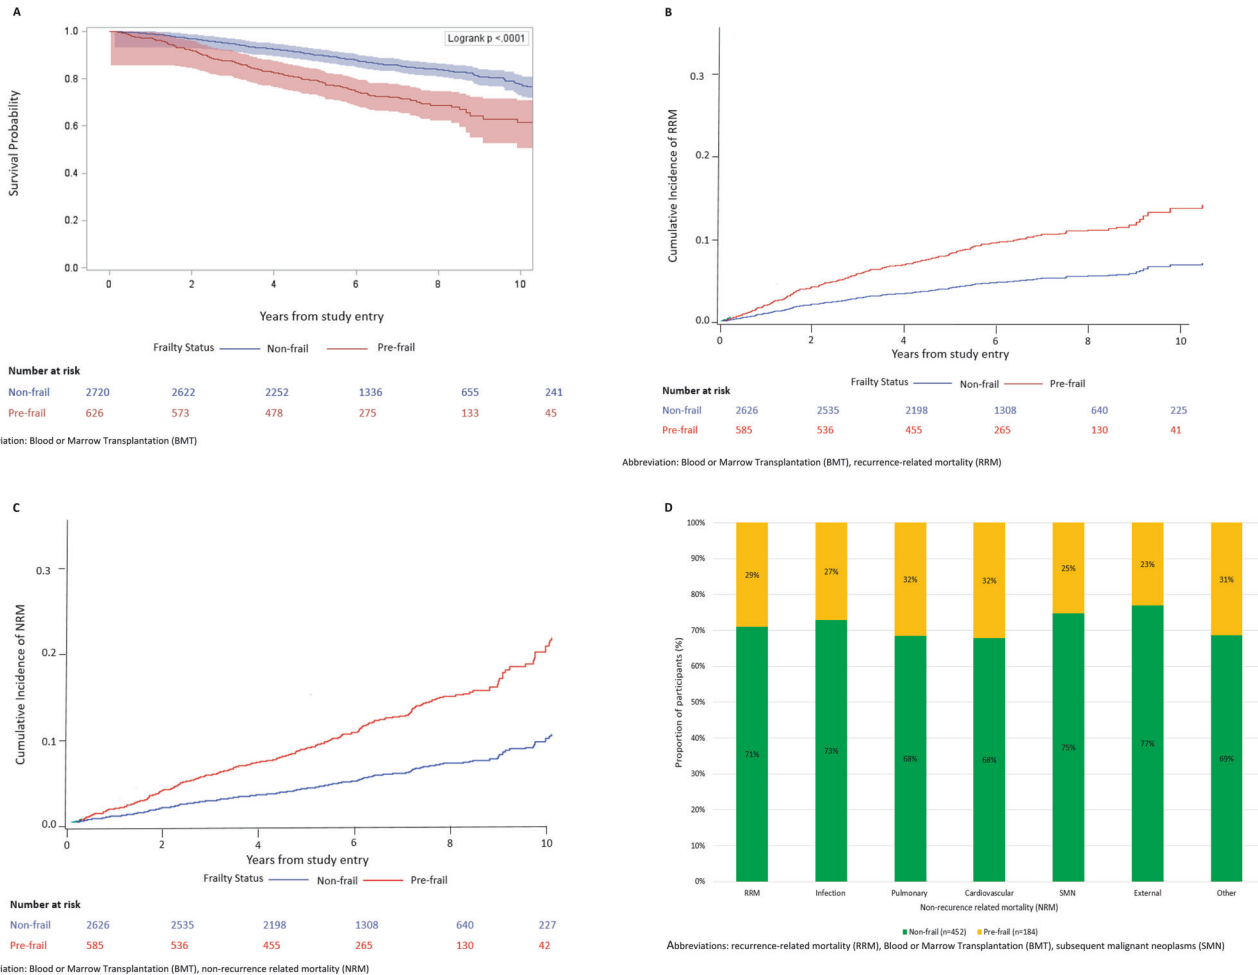 A
Logrank p <.0001
Survival Probability
1.0
0.8
0.6
0.4
0.2
0.0
0 2 4 6 8 10
Years from study entry
Frailty Status Non-frail Pre-frail
Number at risk
Non-frail 2720 2622 2252 1336 655 241
Pre-frail 626 573 478 275 133 45
iation: Blood or Marrow Transplantation (BMT)
B
Cumulative Incidence of RRM
0.3
0.2
0.1
0.0
0 2 4 6 8 10
Years from study entry
Frailty Status Non-frail Pre-frail
Number at risk
Non-frail 2626 2535 2198 1308 640 225
Pre-frail 585 536 455 265 130 41
Abbreviation: Blood or Marrow Transplantation (BMT), recurrence-related mortality (RRM)
C
Cumulative Incidence of NRM
0.3
0.2
0.1
0.0
0 2 4 6 8 10
Years from study entry
Frailty Status Non-frail Pre-frail
Number at risk
Non-frail 2626 2535 2198 1308 640 227
Pre-frail 585 536 455 265 130 42
iation: Blood or Marrow Transplantation (BMT), non-recurrence related mortality (NRM)
D
Proportion of participants (%)
100%
90%
80%
70%
60%
50%
40%
30%
20%
10%
0%
29% 27% 32% 32% 25% 23% 31%
71% 73% 68% 68% 75% 77% 69%
RRM Infection Pulmonary Cardiovascular SMN External Other
Non-recurence related mortality (NRM)
Non-frail (n=452) Pre-frail (n=184)
Abbreviations: recurrence-related mortality (RRM), Blood or Marrow Transplantation (BMT), subsequent malignant neoplasms (SMN)